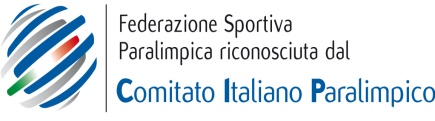 Federazione Sportiva
Paralimpica riconosciuta dal
Comitato Italiano Paralimpico